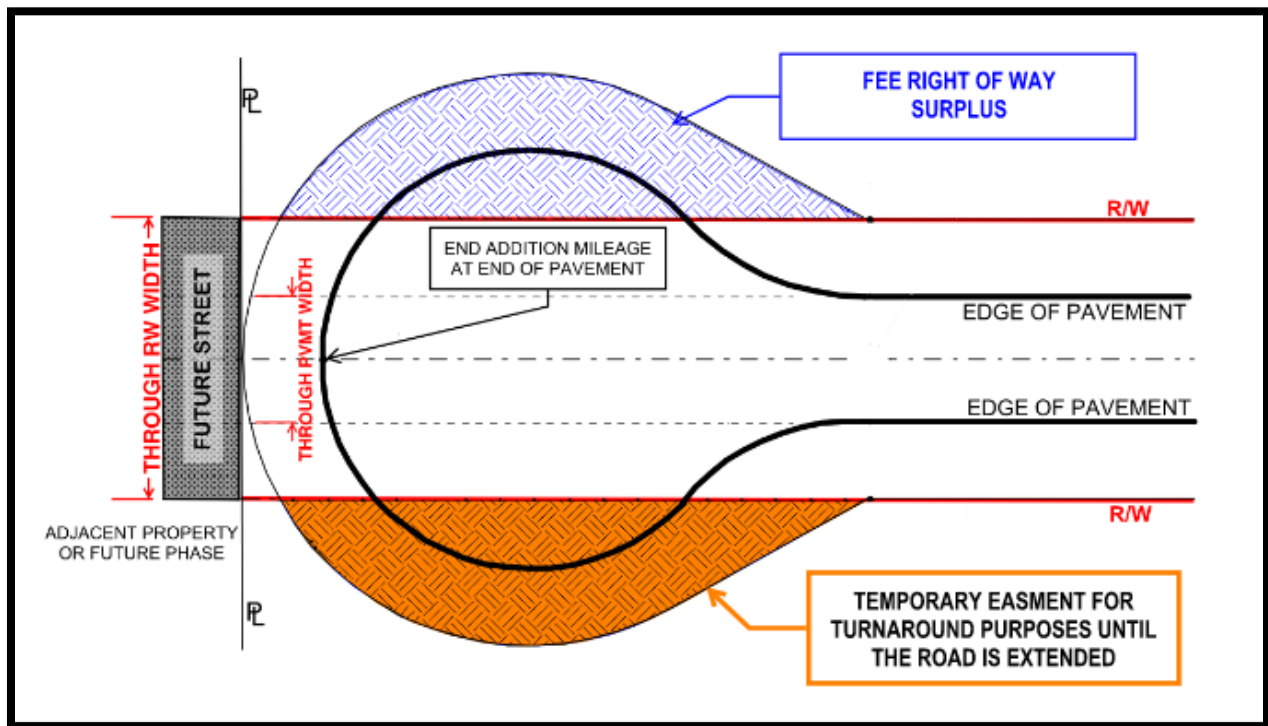 PL
FEE RIGHT OF WAY
SURPLUS
R/W
THROUGH RW WIDTH
FUTURE STREET
THROUGH PVMT WIDTH
END ADDITION MILEAGE
AT END OF PAVEMENT
EDGE OF PAVEMENT
EDGE OF PAVEMENT
R/W
ADJACENT PROPERTY
OR FUTURE PHASE
PL
TEMPORARY EASMENT FOR
TURNAROUND PURPOSES UNTIL
THE ROAD IS EXTENDED